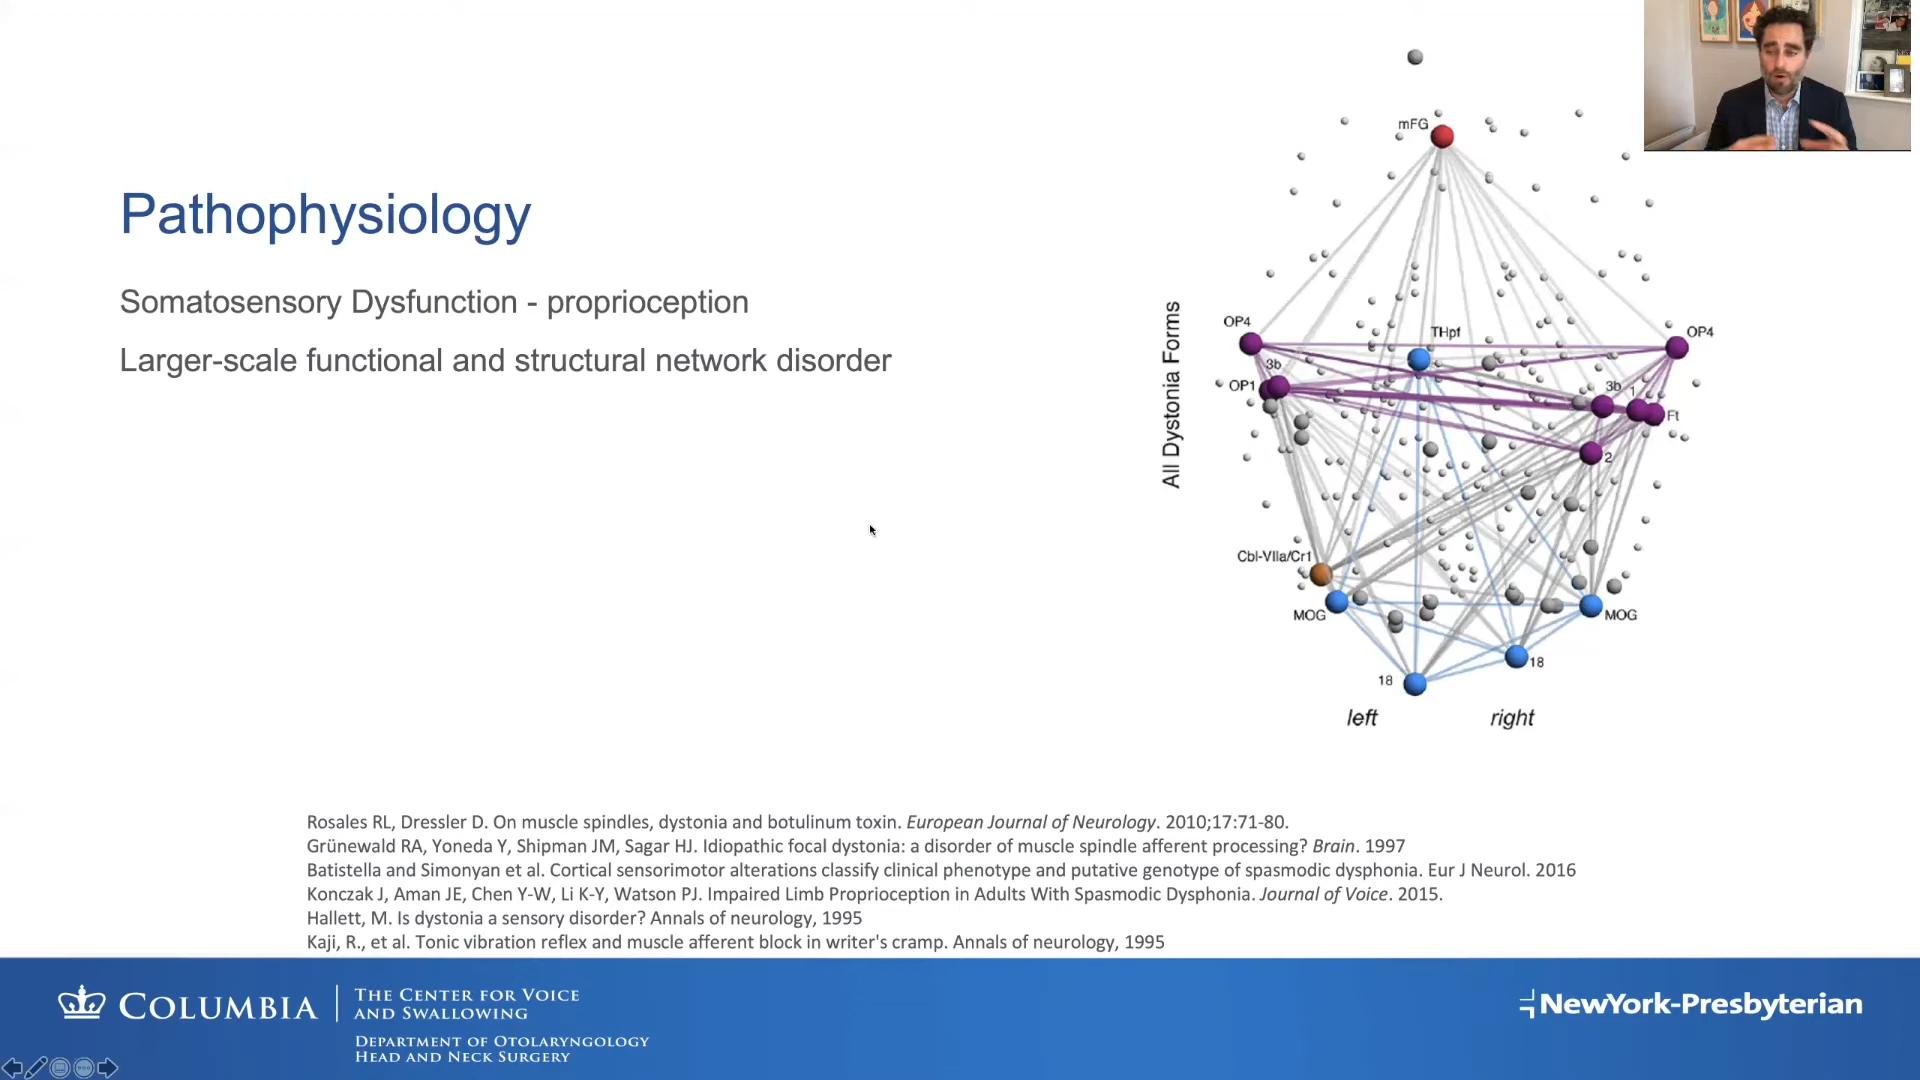 Pathophysiology
Somatosensory Dysfunction - proprioception
Larger-scale functional and structural network disorder
All Dystonia Forms
mFG
OP4
THpf
OP4
3b
OP1
3b
1
Ft
2
Cbl-VIIa/Cr1
MOG
MOG
18
18
left
right
Rosales RL, Dressler D. On muscle spindles, dystonia and botulinum toxin. European Journal of Neurology. 2010;17:71-80.
Grünewald RA, Yoneda Y, Shipman JM, Sagar HJ. Idiopathic focal dystonia: a disorder of muscle spindle afferent processing? Brain. 1997
Batistella and Simonyan et al. Cortical sensorimotor alterations classify clinical phenotype and putative genotype of spasmodic dysphonia. Eur J Neurol. 2016
Konczak J, Aman JE, Chen Y-W, Li K-Y, Watson PJ. Impaired Limb Proprioception in Adults With Spasmodic Dysphonia. Journal of Voice. 2015.
Hallett, M. Is dystonia a sensory disorder? Annals of neurology, 1995
Kaji, R., et al. Tonic vibration reflex and muscle afferent block in writer's cramp. Annals of neurology, 1995
COLUMBIA
THE CENTER FOR VOICE
AND SWALLOWING
DEPARTMENT OF OTOLARYNGOLOGY
HEAD AND NECK SURGERY
NewYork-Presbyterian